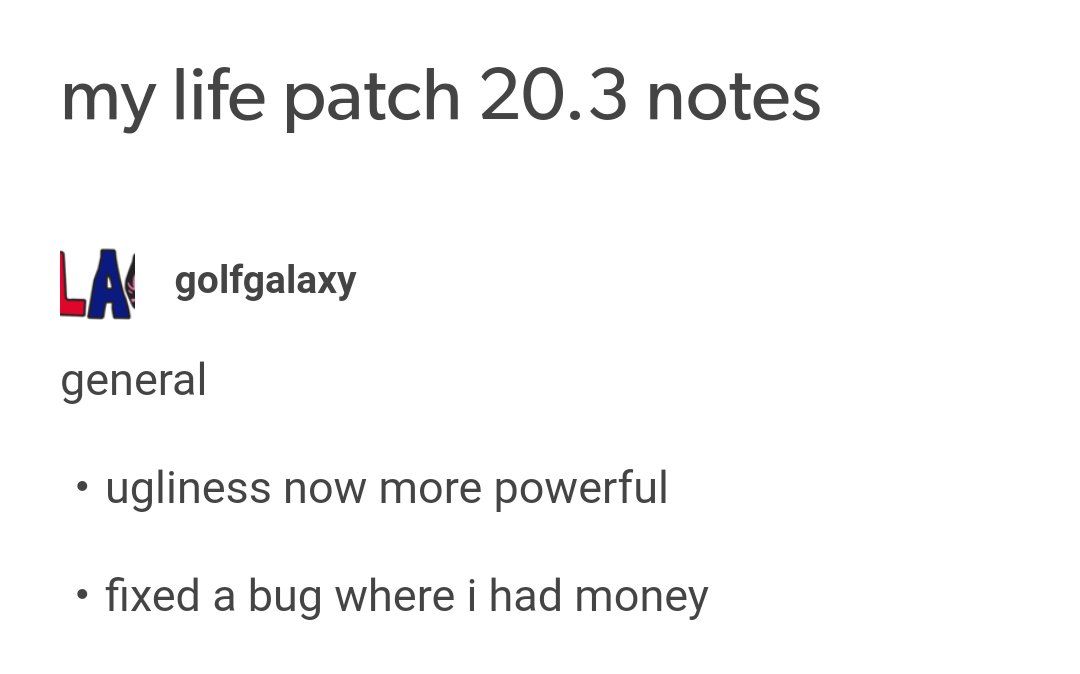 my life patch 20.3 notes
LA
golfgalaxy
general
• ugliness now more powerful
• fixed a bug where i had money